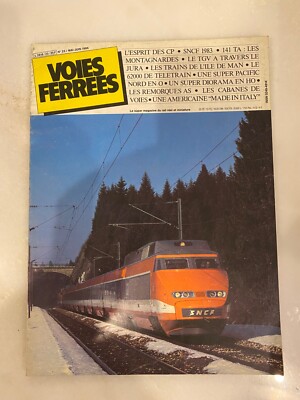 VOIES
FERREES
L'ESPRIT DES CP • SNCF 1983 • 141 TA : LES
MONTAGNARDES • LE TGV A TRAVERS LE
JURA • LES TRAINS DE L'ILE DE MAN • LE
62000 DE TELETRAIN • UNE SUPER PACIFIC
NORD EN O • UN SUPER DIORAMA EN HO •
LES REMORQUES AS • LES CABANES DE
VOIES • UNE AMERICAINE "MADE IN ITALY"
SNCF